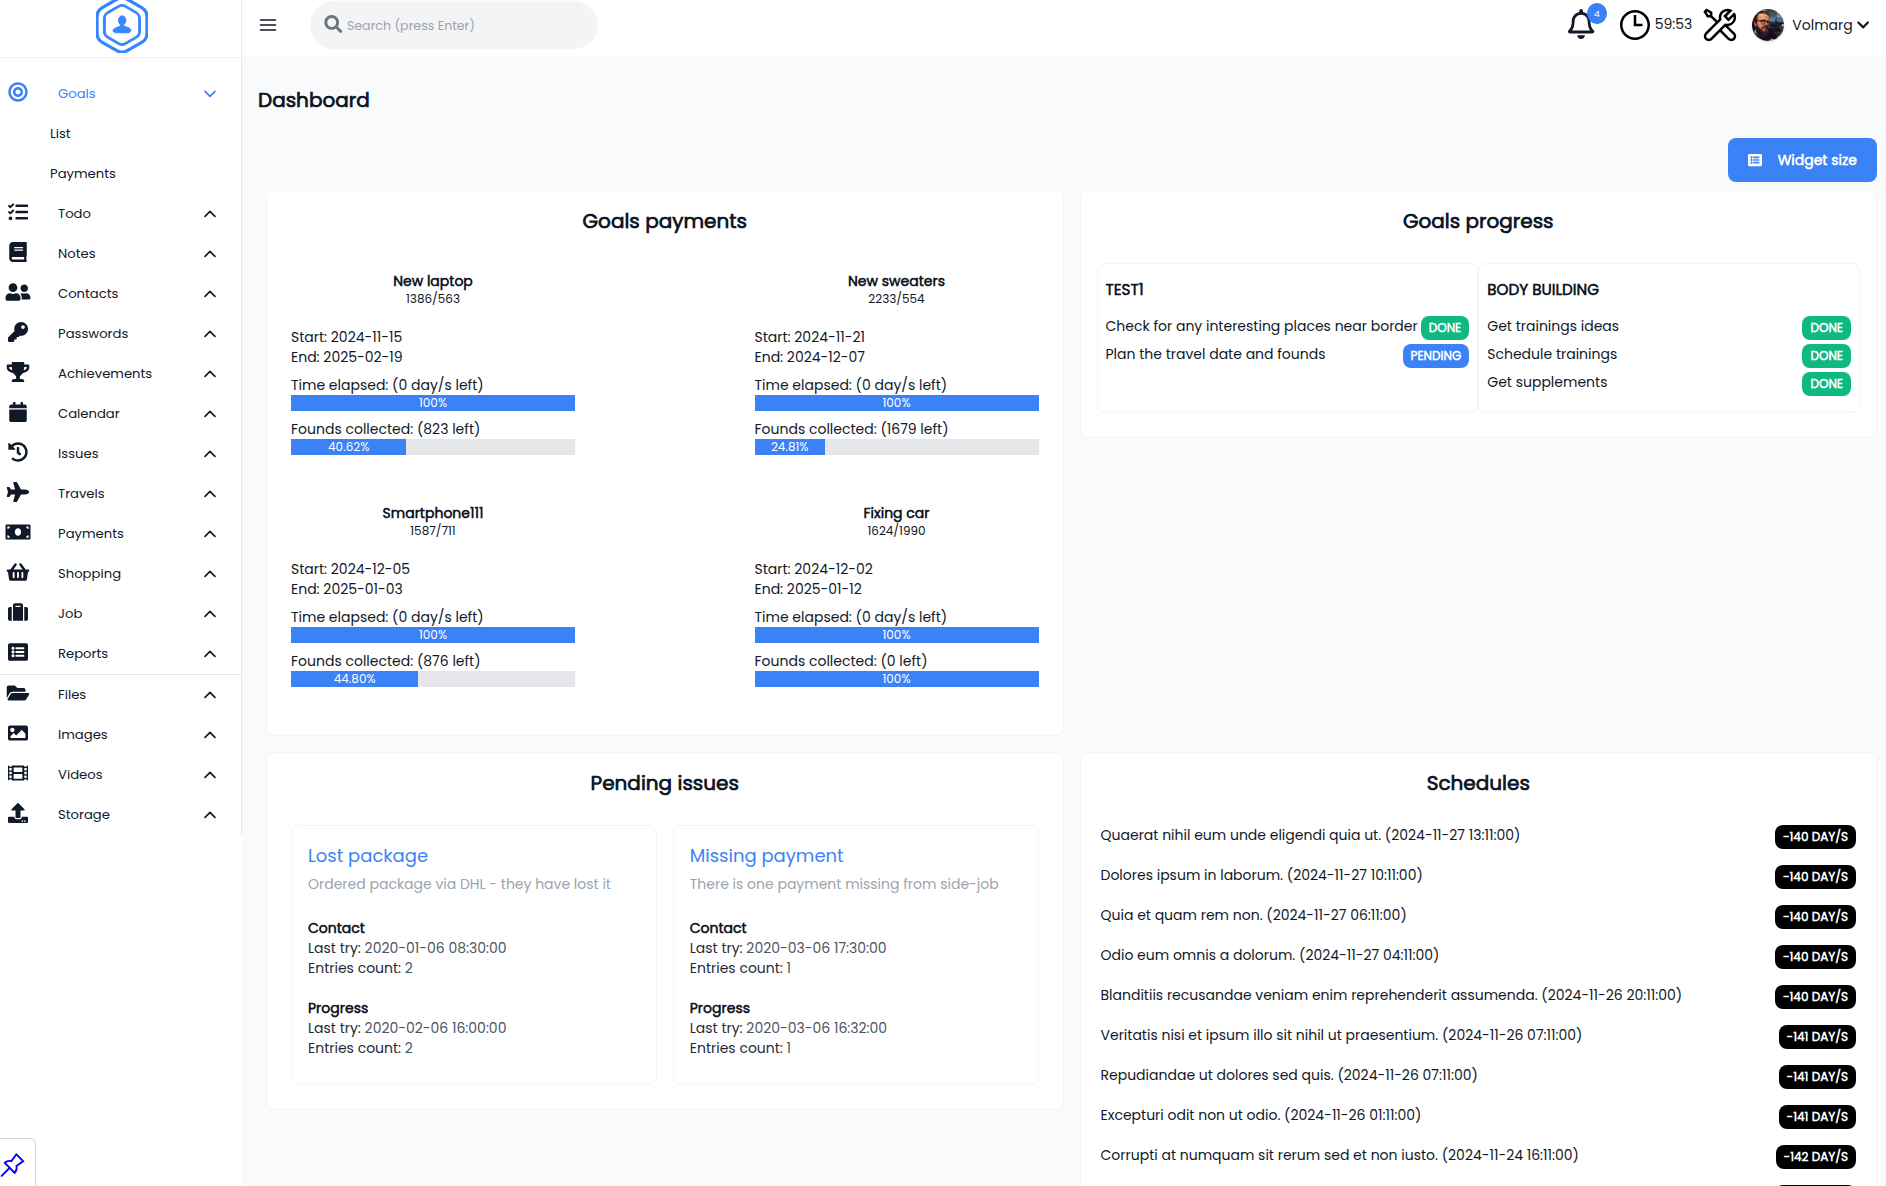 Search (press Enter)
4
59:53
Volmarg
Goals
List
Payments
Todo
Notes
Contacts
Passwords
Achievements
Calendar
Issues
Travels
Payments
Shopping
Job
Reports
Files
Images
Videos
Storage
Dashboard
Widget size
Goals payments
New laptop
1386/563
Start: 2024-11-15
End: 2025-02-19
Time elapsed: (0 day/s left)
100%
Founds collected: (823 left)
40.62%
New sweaters
2233/554
Start: 2024-11-21
End: 2024-12-07
Time elapsed: (0 day/s left)
100%
Founds collected: (1679 left)
24.81%
Smartphone111
1587/711
Start: 2024-12-05
End: 2025-01-03
Time elapsed: (0 day/s left)
100%
Founds collected: (876 left)
44.80%
Fixing car
1624/1990
Start: 2024-12-02
End: 2025-01-12
Time elapsed: (0 day/s left)
100%
Founds collected: (0 left)
100%
Goals progress
TEST1
Check for any interesting places near border DONE
Plan the travel date and founds PENDING
BODY BUILDING
Get trainings ideas DONE
Schedule trainings DONE
Get supplements DONE
Pending issues
Lost package
Ordered package via DHL - they have lost it
Contact
Last try: 2020-01-06 08:30:00
Entries count: 2
Progress
Last try: 2020-02-06 16:00:00
Entries count: 2
Missing payment
There is one payment missing from side-job
Contact
Last try: 2020-03-06 17:30:00
Entries count: 1
Progress
Last try: 2020-03-06 16:32:00
Entries count: 1
Schedules
Quaerat nihil eum unde eligendi quia ut. (2024-11-27 13:11:00) -140 DAY/S
Dolores ipsum in laborum. (2024-11-27 10:11:00) -140 DAY/S
Quia et quam rem non. (2024-11-27 06:11:00) -140 DAY/S
Odio eum omnis a dolorum. (2024-11-27 04:11:00) -140 DAY/S
Blanditiis recusandae veniam enim reprehenderit assumenda. (2024-11-26 20:11:00) -140 DAY/S
Veritatis nisi et ipsum illo sit nihil ut praesentium. (2024-11-26 07:11:00) -141 DAY/S
Repudiandae ut dolores sed quis. (2024-11-26 07:11:00) -141 DAY/S
Excepturi odit non ut odio. (2024-11-26 01:11:00) -141 DAY/S
Corrupti at numquam sit rerum sed et non iusto. (2024-11-24 16:11:00) -142 DAY/S